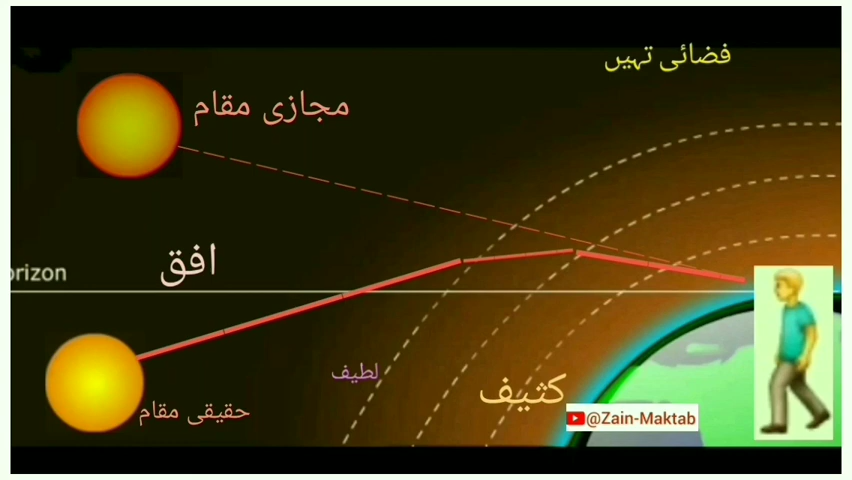 فضائی تہیں
مجازی مقام
افق
orizon
لطیف
کثیف
حقیقی مقام
@Zain-Maktab